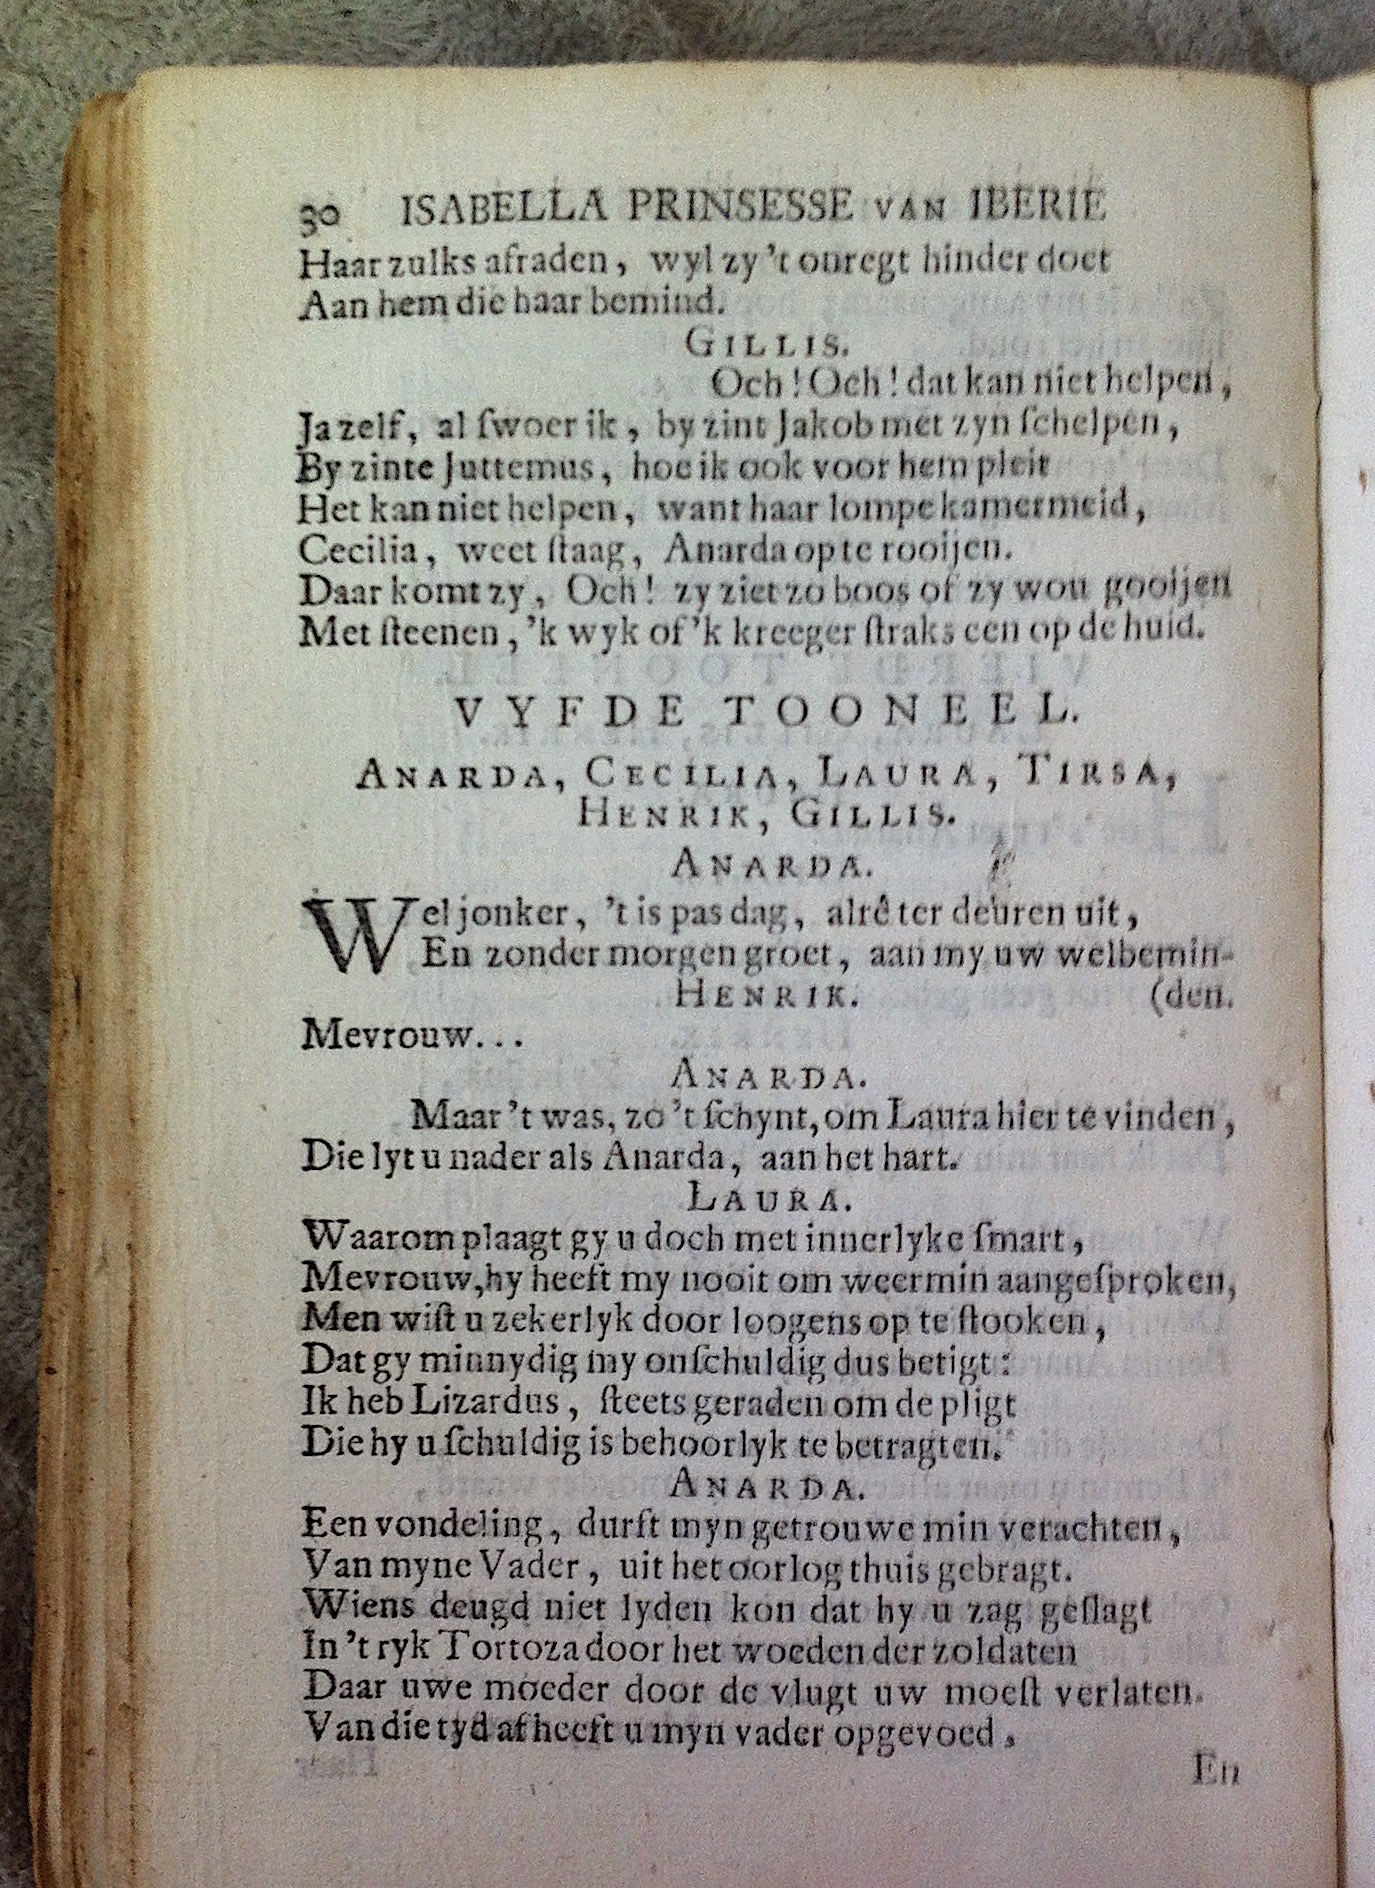 30 ISABELLA PRINSESSE VAN IBERIE
Haar zulks afraden, wyl zy 't onregt hinder doet
Aan hem die haar bemind.
GILLIS.
Och! Och! dat kan niet helpen,
Ja zelf, al ſwoer ik, by zint Jakob met zyn ſchelpen,
By zinte Juttemus, hoe ik ook voor hem pleit
Het kan niet helpen, want haar lompe kamermeid,
Cecilia, weet ſtaag, Anarda op te rooijen.
Daar komt zy, Och! zy ziet zo boos of zy wou gooijen
Met ſteenen, 'k wyk of 'k kreeger ſtraks een op de huid.
VYFDE TOONEEL.
ANARDA, CECILIA, LAURA, TIRSA,
HENRIK, GILLIS.
ANARDA.
Wel jonker, 't is pas dag, alrê ter deuren uit,
En zonder morgen groet, aan my uw welbemin-
HENRIK. (den.
Mevrouw...
ANARDA.
Maar 't was, zo 't ſchynt, om Laura hier te vinden,
Die lyt u nader als Anarda, aan het hart.
LAURA.
Waarom plaagt gy u doch met innerlyke ſmart,
Mevrouw, hy heeft my nooit om weermin aangeſproken,
Men wiſt u zekerlyk door loogens op te ſtooken,
Dat gy minnydig my onſchuldig dus betigt:
Ik heb Lizardus, ſteets geraden om de pligt
Die hy u ſchuldig is behoorlyk te betragten.
ANARDA.
Een vondeling, durft myn getrouwe min verachten,
Van myne Vader, uit het oorlog thuis gebragt.
Wiens deugd niet lyden kon dat hy u zag geſlagt
In 't ryk Tortoza door het woeden der zoldaten
Daar uwe moeder door de vlugt uw moeſt verlaten.
Van die tyd af heeft u myn vader opgevoed.
En